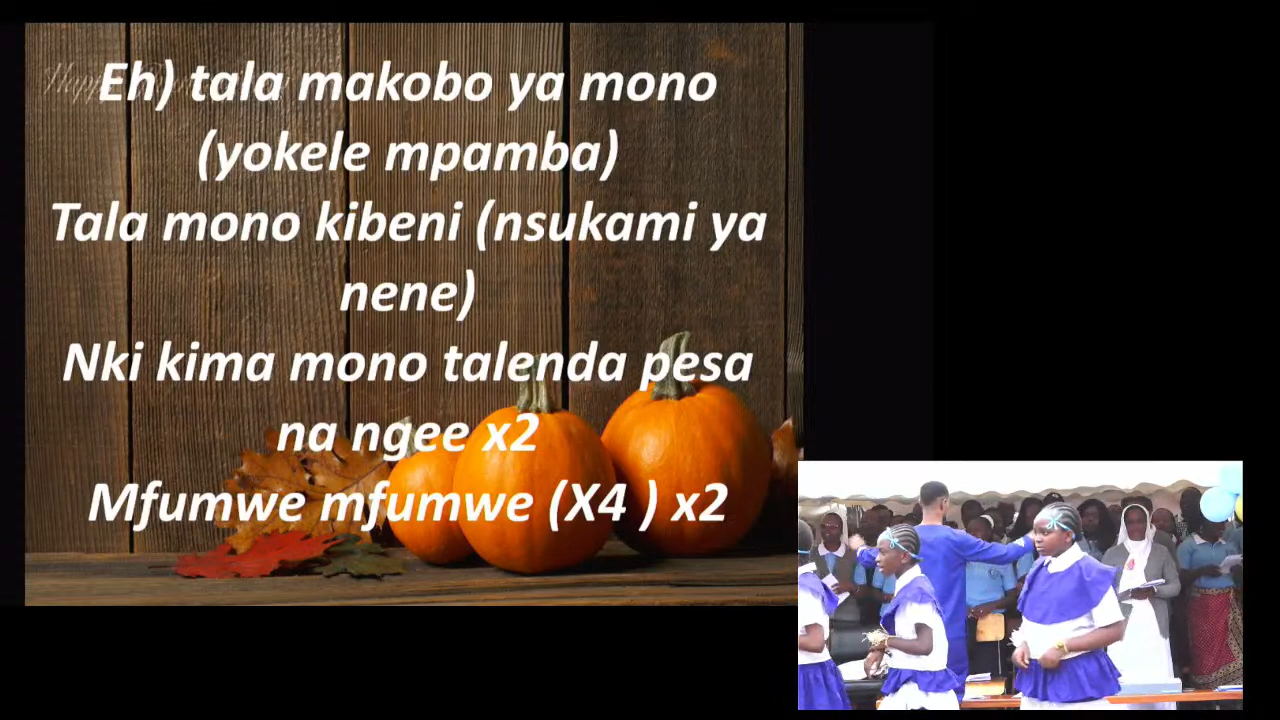 Eh) tala makobo ya mono
(yokele mpamba)
Tala mono kibeni (nsukami ya
nene)
Nki kima mono talenda pesa
na ngee x2
Mfumwe mfumwe (X4 ) x2